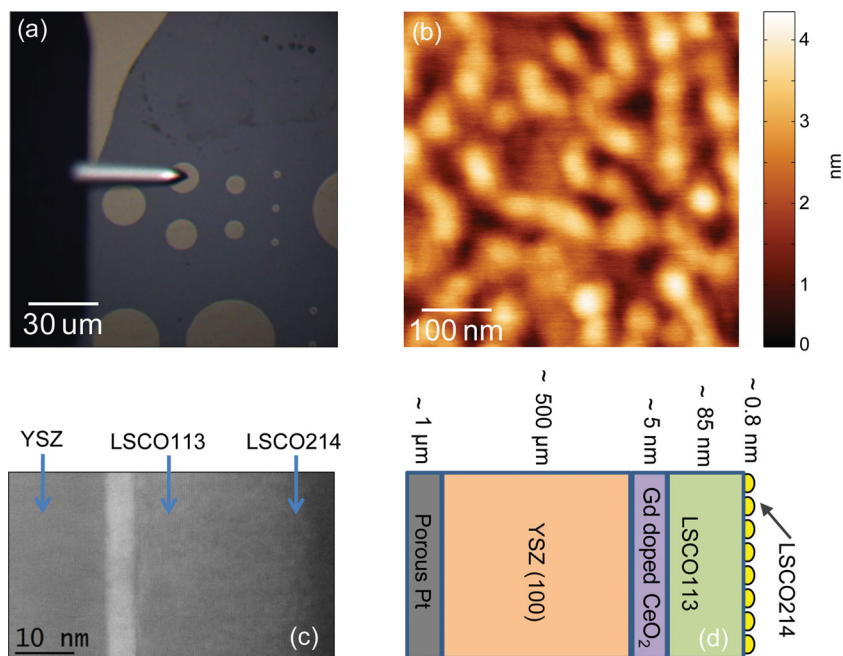 (a)
30 um
(b)
100 nm
4
3
2
1
0
nm
YSZ
LSCO113
LSCO214
10 nm
(c)
~ 1 µm
~ 500 µm
~ 5 nm
~ 85 nm
~ 0.8 nm
Porous Pt
YSZ (100)
Gd doped CeO₂
LSCO113
LSCO214
(d)